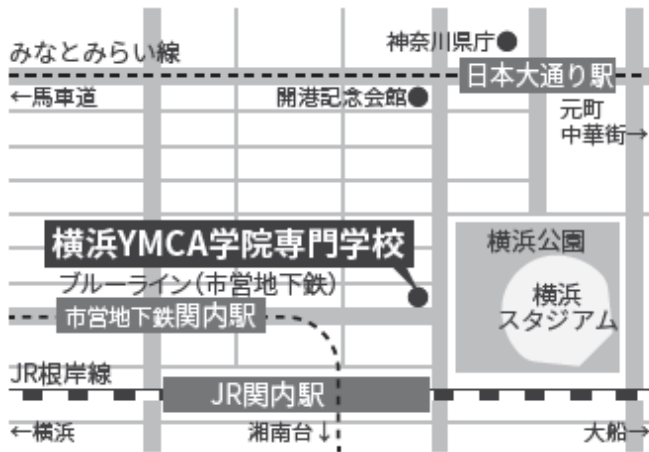 みなとみらい線
神奈川県庁
日本大通り駅
←馬車道
開港記念会館
元町
中華街→
横浜YMCA学院専門学校
横浜公園
ブルーライン(市営地下鉄)
横浜
スタジアム
市営地下鉄関内駅
JR根岸線
JR関内駅
←横浜
湘南台↓
大船→